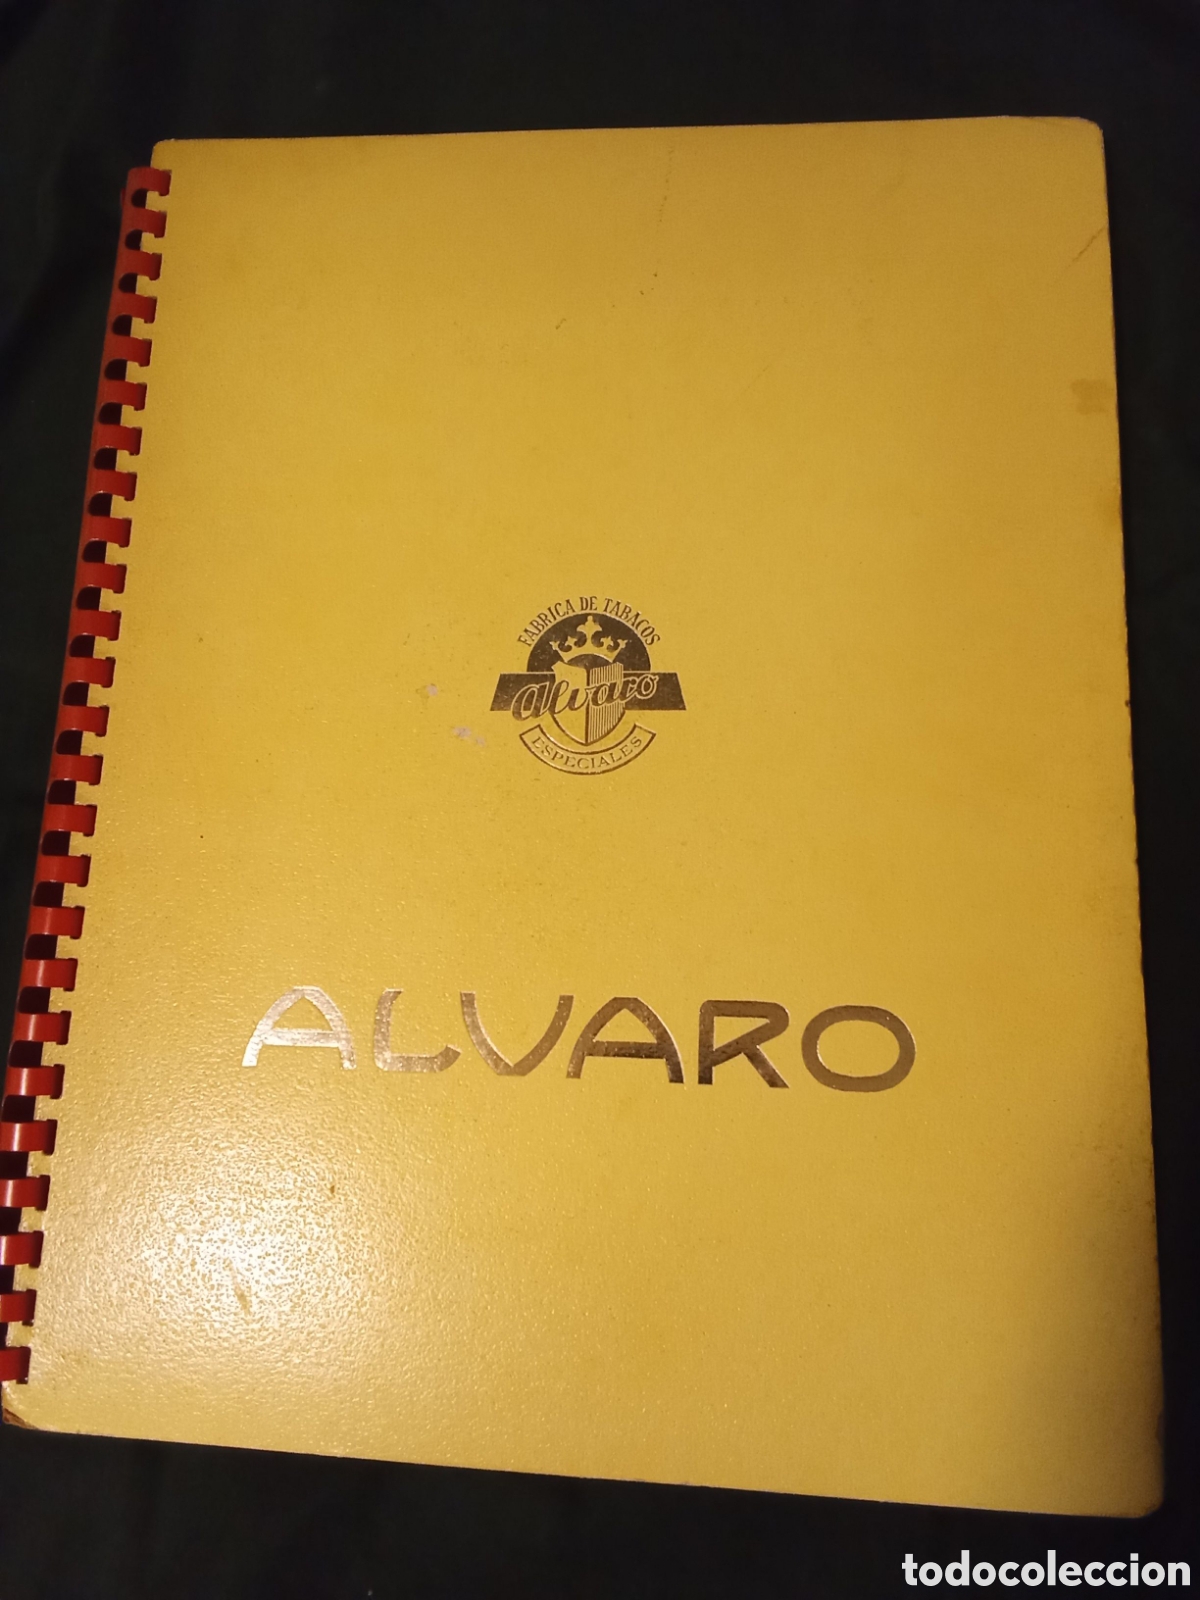 FABRICA DE TABACOS
Alvaro
ESPECIALES
ALVARO
todocoleccion